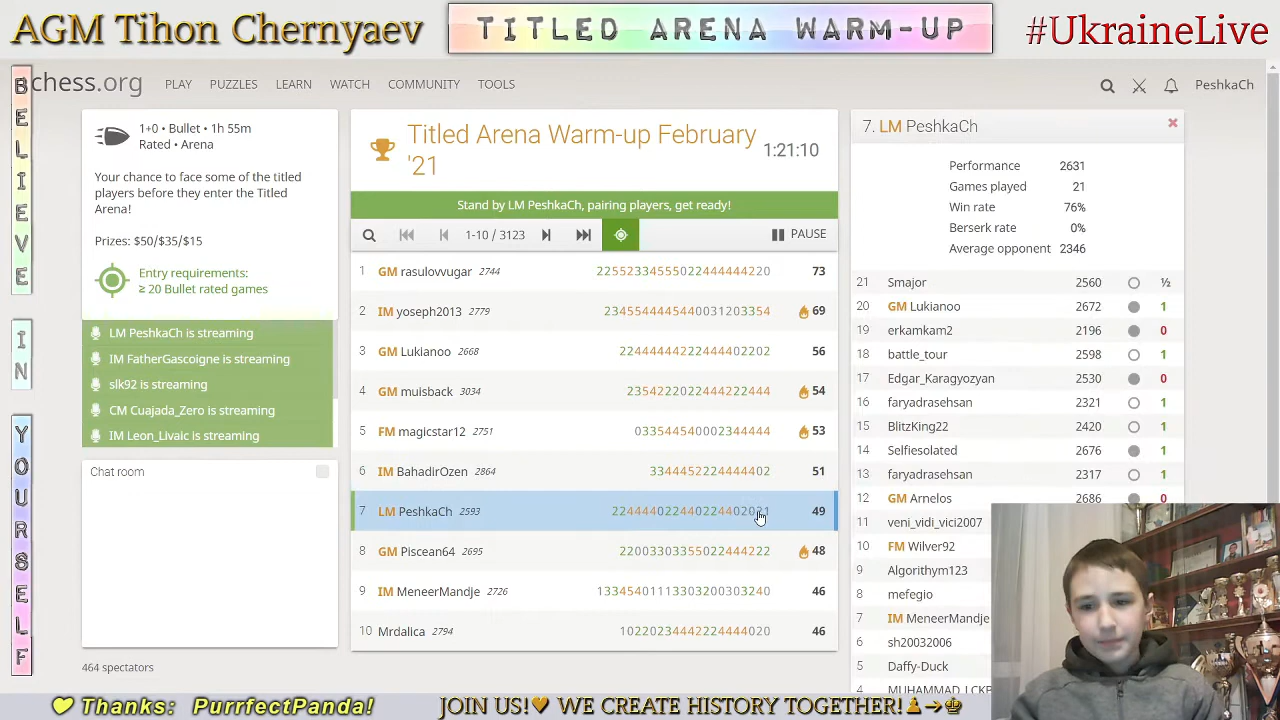 AGM Tihon Chernyaev
TITLED ARENA WARM-UP
#UkraineLive
BELIEVE
IN
YOURSELF
chess.org
PLAY
PUZZLES
LEARN
WATCH
COMMUNITY
TOOLS
PeshkaCh
1+0 • Bullet • 1h 55m
Rated • Arena
Your chance to face some of the titled
players before they enter the Titled
Arena!
Prizes: $50/$35/$15
Entry requirements:
≥ 20 Bullet rated games
LM PeshkaCh is streaming
IM FatherGascoigne is streaming
slk92 is streaming
CM Cuajada_Zero is streaming
IM Leon_Livaic is streaming
Chat room
464 spectators
Titled Arena Warm-up February
'21
1:21:10
Stand by LM PeshkaCh, pairing players, get ready!
1-10 / 3123
PAUSE
1 GM rasulovvugar 2744 22552334555022444444220 73
2 IM yoseph2013 2779 2345544445440031203354 69
3 GM Lukianoo 2668 22444444222444402202 56
4 GM muisback 3034 2354222022444222444 54
5 FM magicstar12 2751 033544540002344444 53
6 IM BahadirOzen 2864 3344452224444402 51
7 LM PeshkaCh 2593 49
8 GM Piscean64 2695 22003303355022444222 48
9 IM MeneerMandje 2726 13345401113303200303240 46
10 Mrdalica 2794 10220234442224444020 46
7. LM PeshkaCh
Performance 2631
Games played 21
Win rate 76%
Berserk rate 0%
Average opponent 2346
21 Smajor 2560 ½
20 GM Lukianoo 2672 1
19 erkamkam2 2196 0
18 battle_tour 2598 1
17 Edgar_Karagyozyan 2530 0
16 faryadrasehsan 2321 1
15 BlitzKing22 2420 1
14 Selfiesolated 2676 1
13 faryadrasehsan 2317 1
12 GM Arnelos 2686 0
11 veni_vidi_vici2007
10 FM Wilver92
9 Algorithym123
8 mefegio
7 IM MeneerMandje
6 sh20032006
5 Daffy-Duck
4
Thanks: PurrfectPanda!
JOIN US! WE CREATE HISTORY TOGETHER!